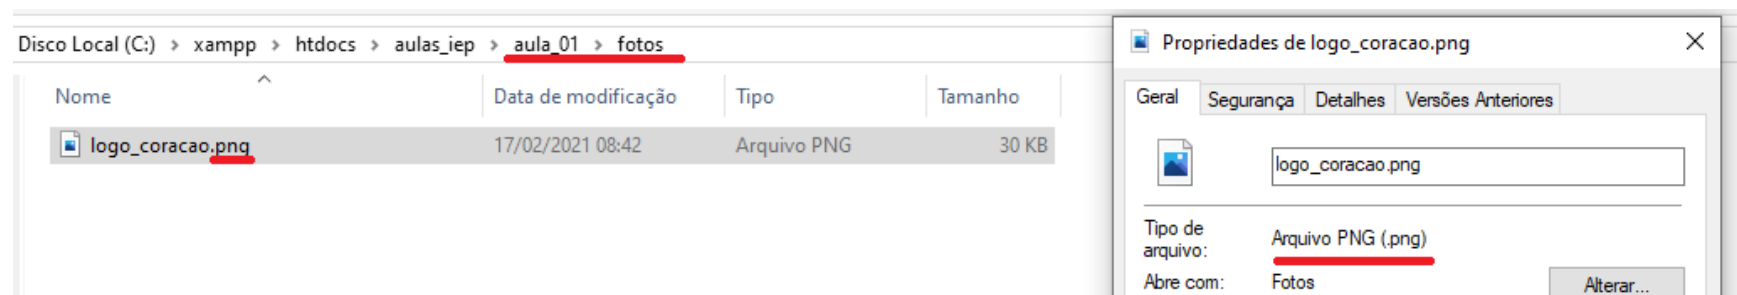 Disco Local (C:) > xampp > htdocs > aulas_iep > aula_01 > fotos
Nome Data de modificação Tipo Tamanho
logo_coracao.png 17/02/2021 08:42 Arquivo PNG 30 KB
Propriedades de logo_coracao.png
Geral Segurança Detalhes Versões Anteriores
logo_coracao.png
Tipo de
arquivo: Arquivo PNG (.png)
Abre com: Fotos Alterar...